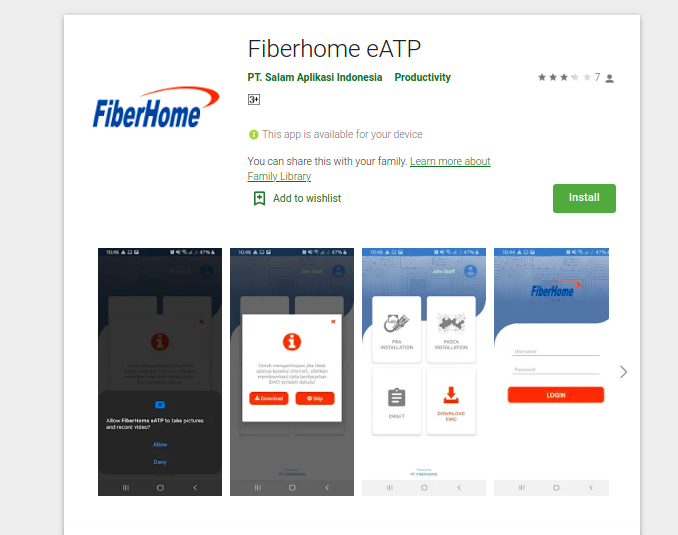 Fiberhome eATP
PT. Salam Aplikasi Indonesia Productivity
7
3+
FiberHome
This app is available for your device
You can share this with your family. Learn more about
Family Library
Add to wishlist
Install
10:46 47%
Allow FiberHome eATP to take pictures
and record video?
Allow
Deny
10:46 47%
Untuk mengantisipasi jika tidak
adanya koneksi internet, silahkan
mendownload data berdasarkan
EWO terlebih dahulu!
Download Skip
PT. FIBERHOME
10:45 47%
John Staff
PRA
INSTALLATION
PASCA
INSTALLATION
DRAFT
DOWNLOAD
EWO
PT. FIBERHOME
10:44 47%
FiberHome
Username
Password
LOGIN